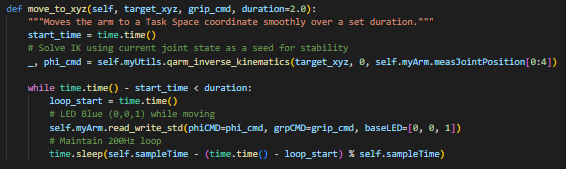 def move_to_xyz(self, target_xyz, grip_cmd, duration=2.0):
"""Moves the arm to a Task Space coordinate smoothly over a set duration."""
start_time = time.time()
# Solve IK using current joint state as a seed for stability
_, phi_cmd = self.myUtils.qarm_inverse_kinematics(target_xyz, 0, self.myArm.measJointPosition[0:4])
while time.time() - start_time < duration:
loop_start = time.time()
# LED Blue (0,0,1) while moving
self.myArm.read_write_std(phiCMD=phi_cmd, grpCMD=grip_cmd, baseLED=[0, 0, 1])
# Maintain 200Hz loop
time.sleep(self.sampleTime - (time.time() - loop_start) % self.sampleTime)